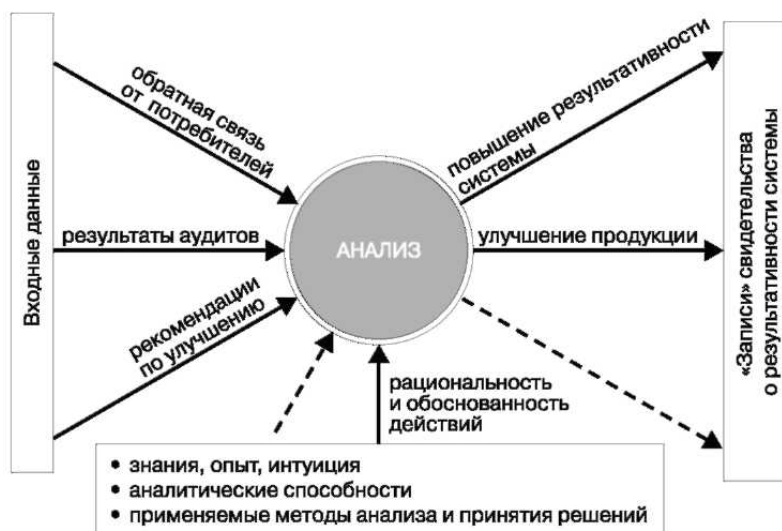 Входные данные
обратная связь
от потребителей
результаты аудитов
рекомендации
по улучшению
АНАЛИЗ
повышение результативности
системы
улучшение продукции
рациональность
и обоснованность
действий
• знания, опыт, интуиция
• аналитические способности
• применяемые методы анализа и принятия решений
«Записи» свидетельства
о результативности системы